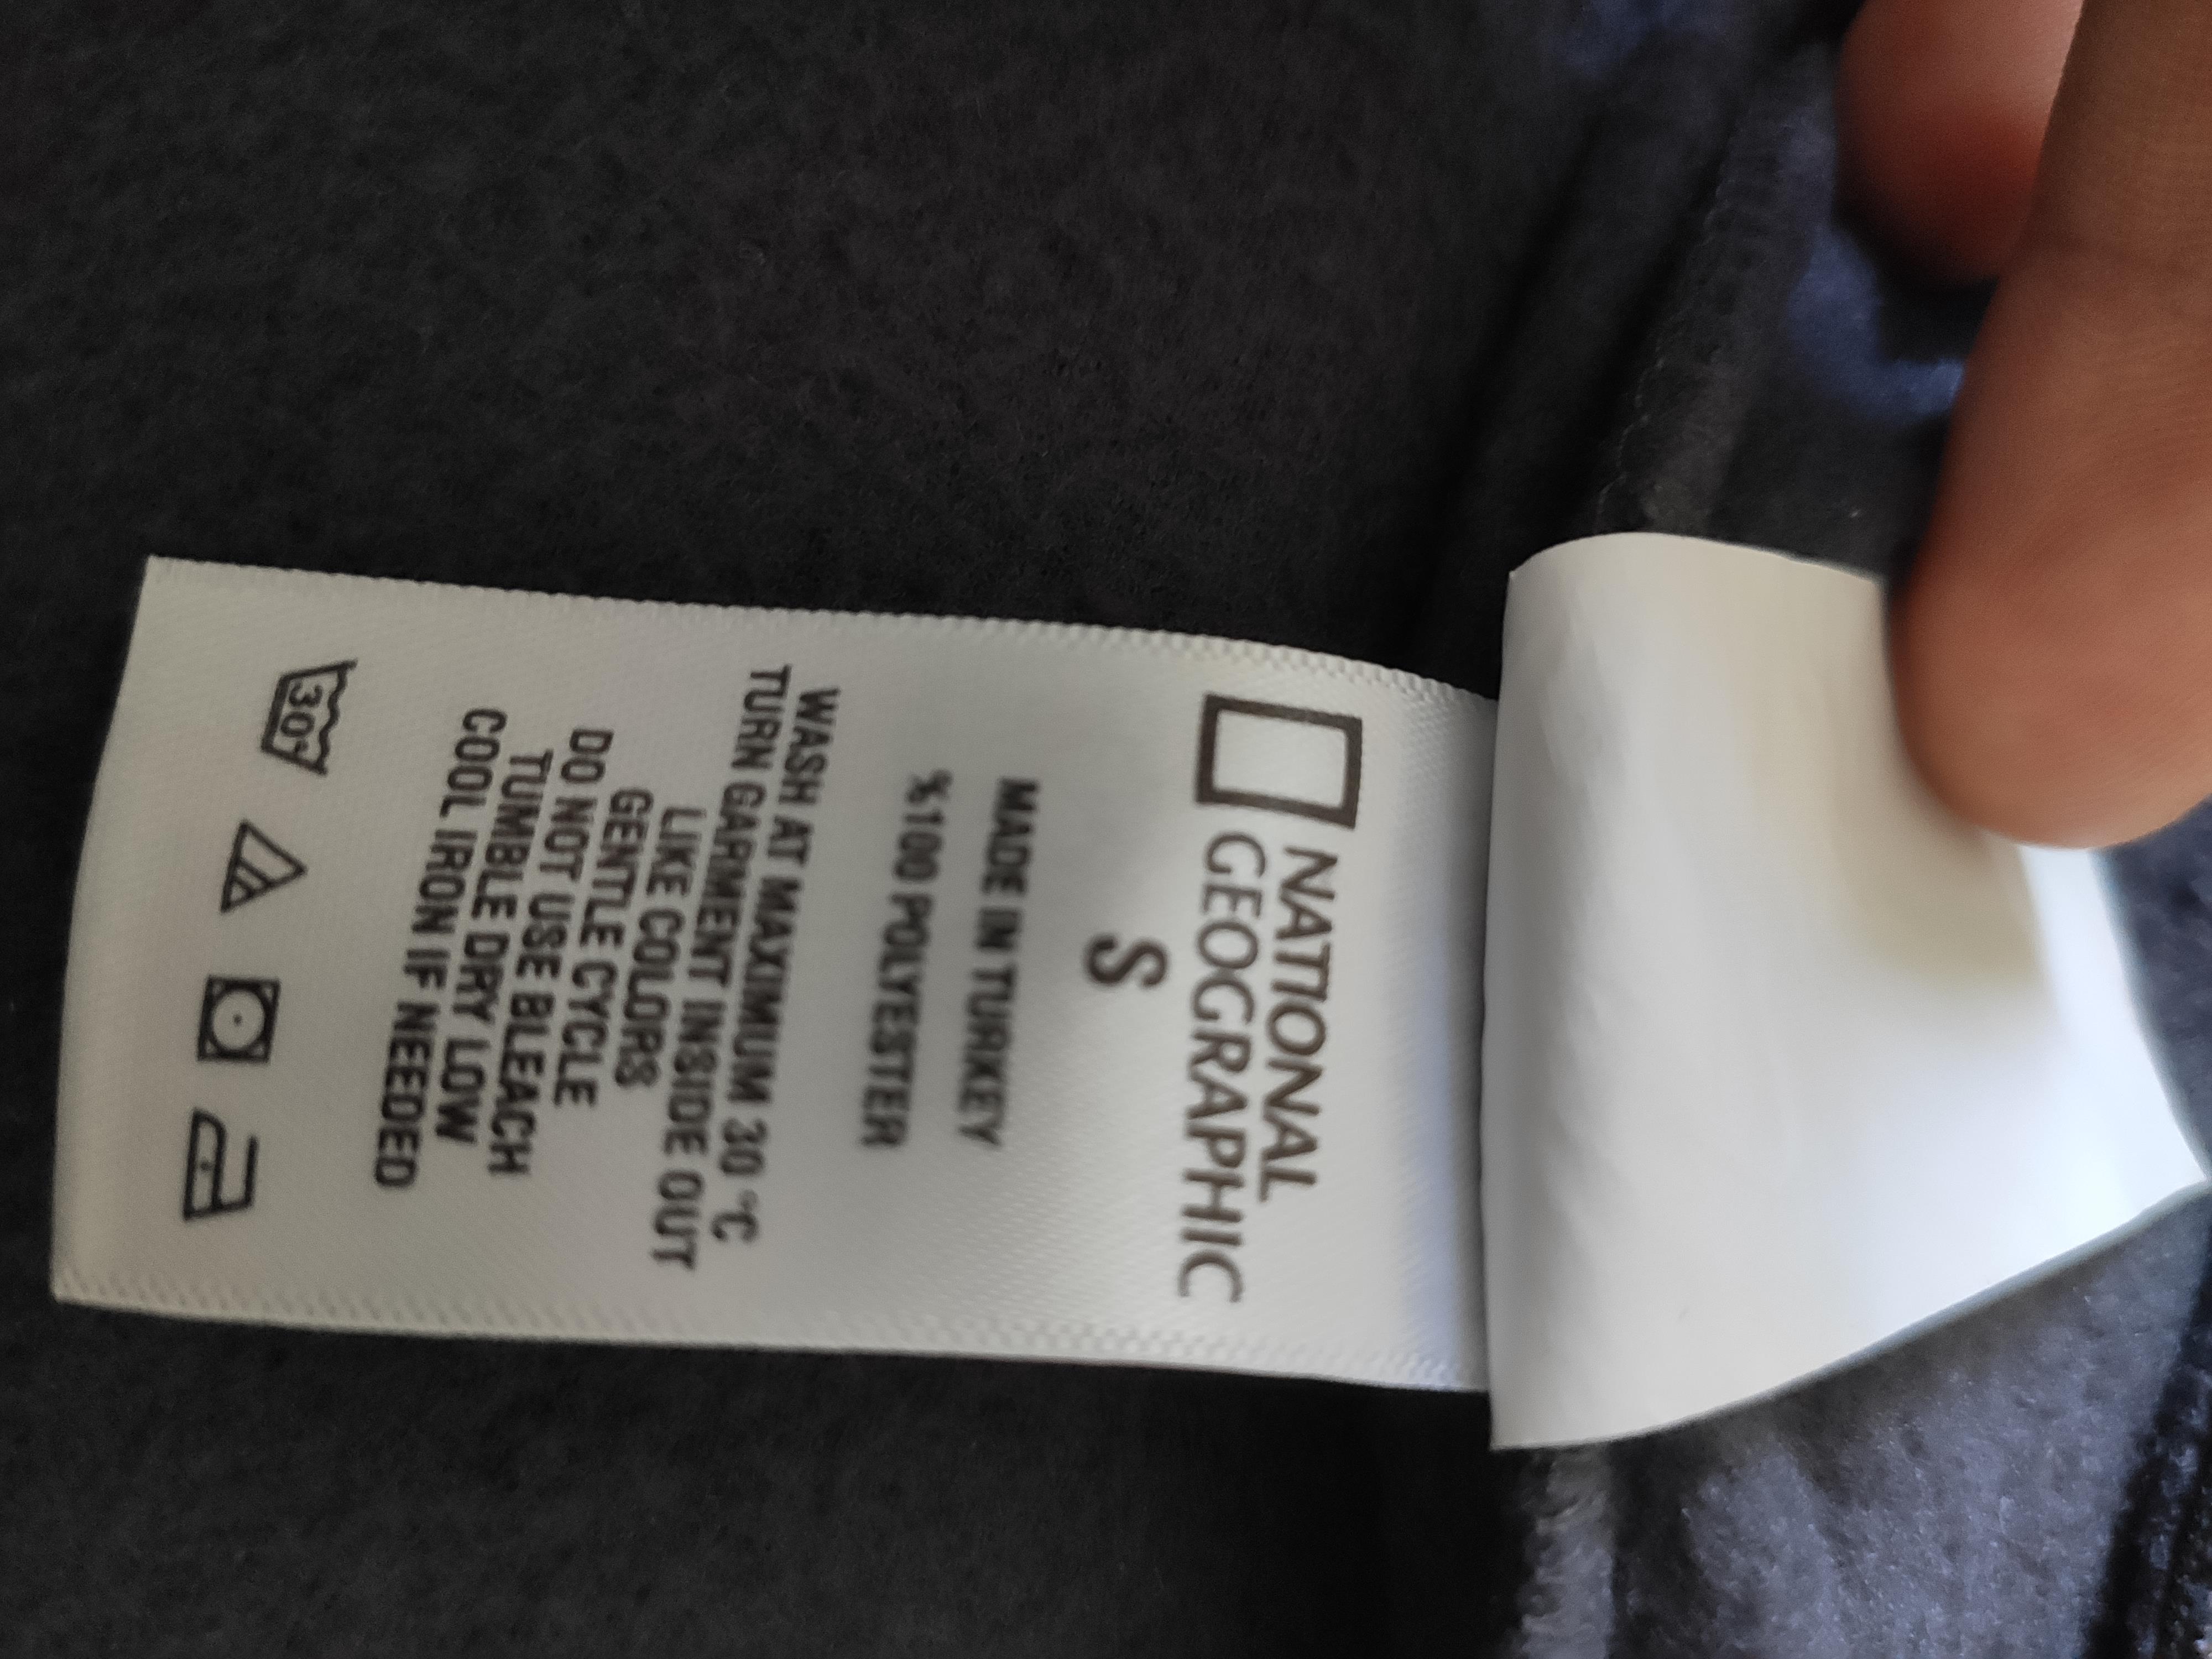 NATIONAL
GEOGRAPHIC
S
MADE IN TURKEY
%100 POLYESTER
WASH AT MAXIMUM 30 °C
TURN GARMENT INSIDE OUT
LIKE COLORS
GENTLE CYCLE
DO NOT USE BLEACH
TUMBLE DRY LOW
COOL IRON IF NEEDED
30°